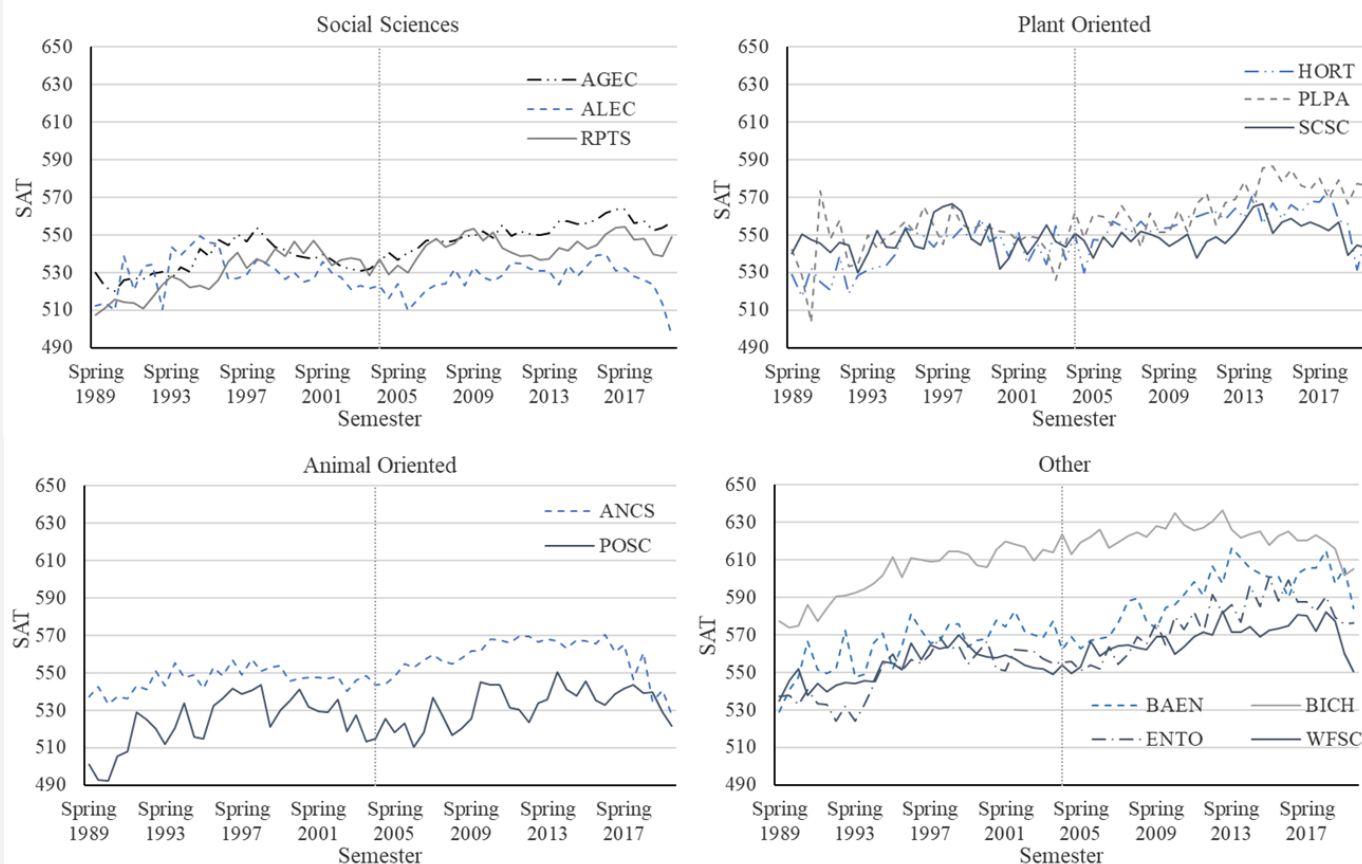 Social Sciences
650
630
610
590
570
550
530
510
490
SAT
AGEC
ALEC
RPTS
Spring Spring Spring Spring Spring Spring Spring Spring
1989 1993 1997 2001 2005 2009 2013 2017
Semester
Plant Oriented
650
630
610
590
570
550
530
510
490
SAT
HORT
PLPA
SCSC
Spring Spring Spring Spring Spring Spring Spring Spring
1989 1993 1997 2001 2005 2009 2013 2017
Semester
Animal Oriented
650
630
610
590
570
550
530
510
490
SAT
ANCS
POSC
Spring Spring Spring Spring Spring Spring Spring Spring
1989 1993 1997 2001 2005 2009 2013 2017
Semester
Other
650
630
610
590
570
550
530
510
490
SAT
BAEN BICH
ENTO WFSC
Spring Spring Spring Spring Spring Spring Spring Spring
1989 1993 1997 2001 2005 2009 2013 2017
Semester